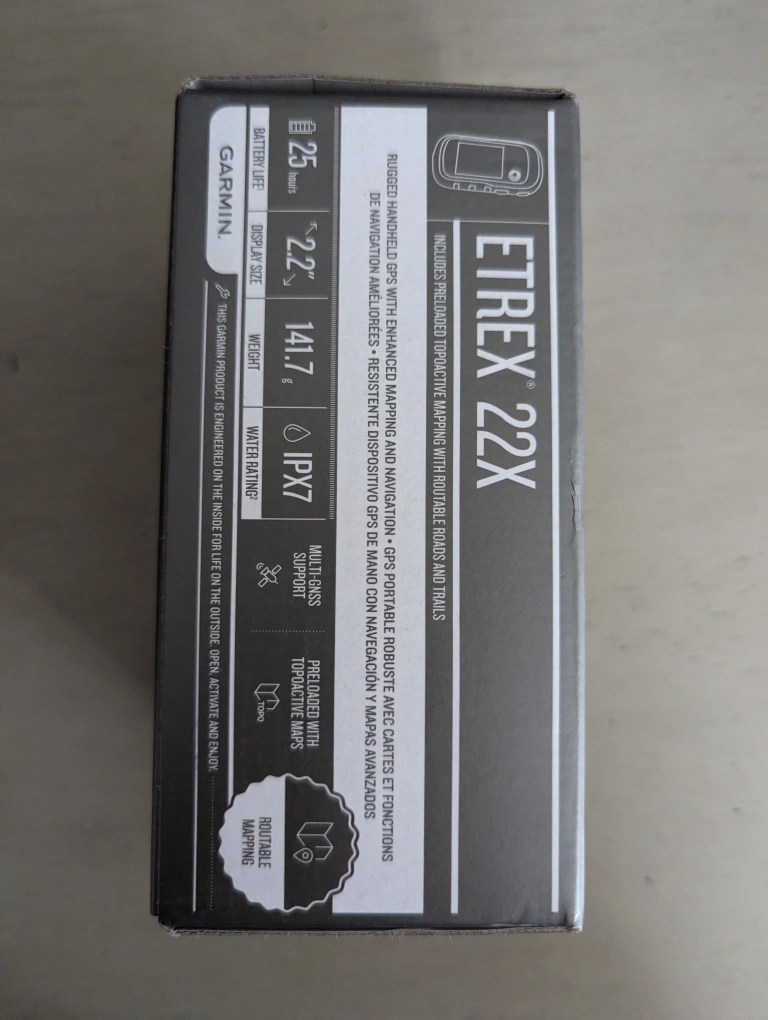 ETREX® 22X
INCLUDES PRELOADED TOPOACTIVE MAPPING WITH ROUTABLE ROADS AND TRAILS
RUGGED HANDHELD GPS WITH ENHANCED MAPPING AND NAVIGATION • GPS PORTABLE ROBUSTE AVEC CARTES ET FONCTIONS
DE NAVIGATION AMÉLIORÉES • RESISTENTE DISPOSITIVO GPS DE MANO CON NAVEGACIÓN Y MAPAS AVANZADOS
25 hours
BATTERY LIFE¹
2.2"
DISPLAY SIZE
141.7 g
WEIGHT
IPX7
WATER RATING²
MULTI-GNSS
SUPPORT
PRELOADED WITH
TOPOACTIVE MAPS
TOPO
ROUTABLE
MAPPING
GARMIN.
THIS GARMIN PRODUCT IS ENGINEERED ON THE INSIDE FOR LIFE ON THE OUTSIDE. OPEN, ACTIVATE AND ENJOY.